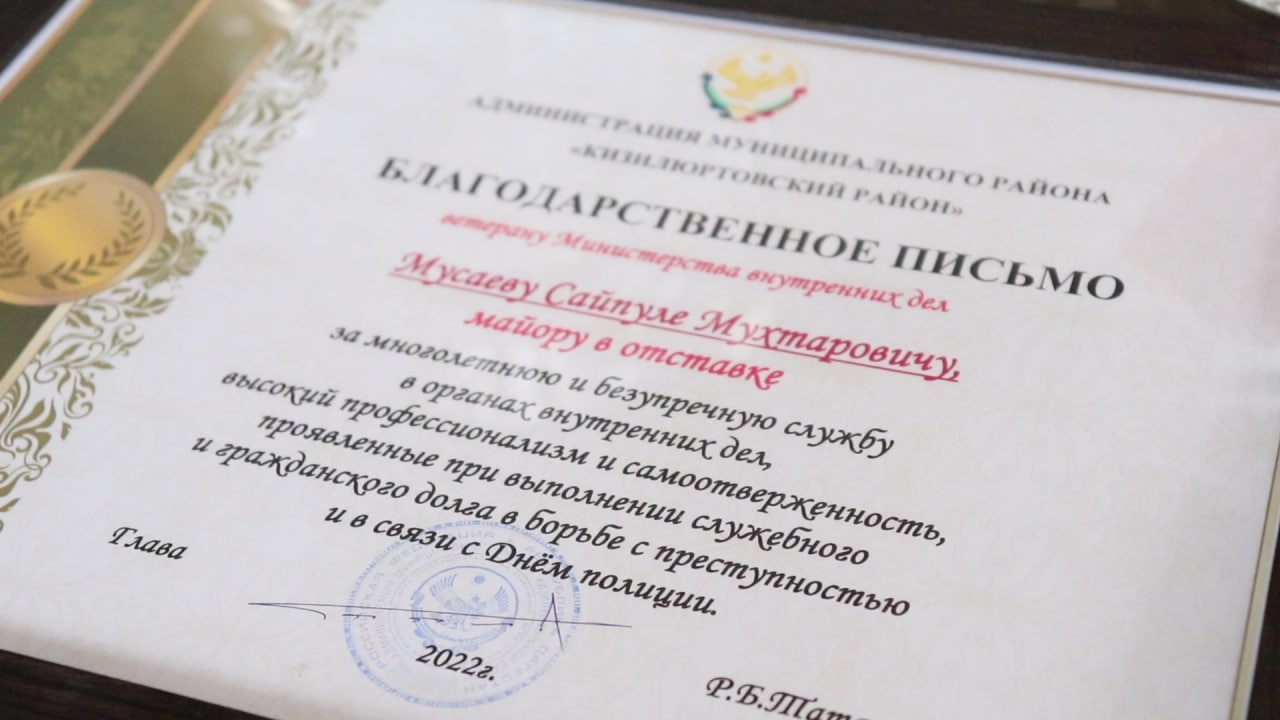 АДМИНИСТРАЦИЯ МУНИЦИПАЛЬНОГО РАЙОНА
«КИЗИЛЮРТОВСКИЙ РАЙОН»
БЛАГОДАРСТВЕННОЕ ПИСЬМО
ветерану Министерства внутренних дел
Мусаеву Сайпуле Мухтаровичу,
майору в отставке
за многолетнюю и безупречную службу
в органах внутренних дел,
высокий профессионализм и самоотверженность,
проявленные при выполнении служебного
и гражданского долга в борьбе с преступностью
и в связи с Днём полиции.
Глава
2022г.
Р.Б.Тат